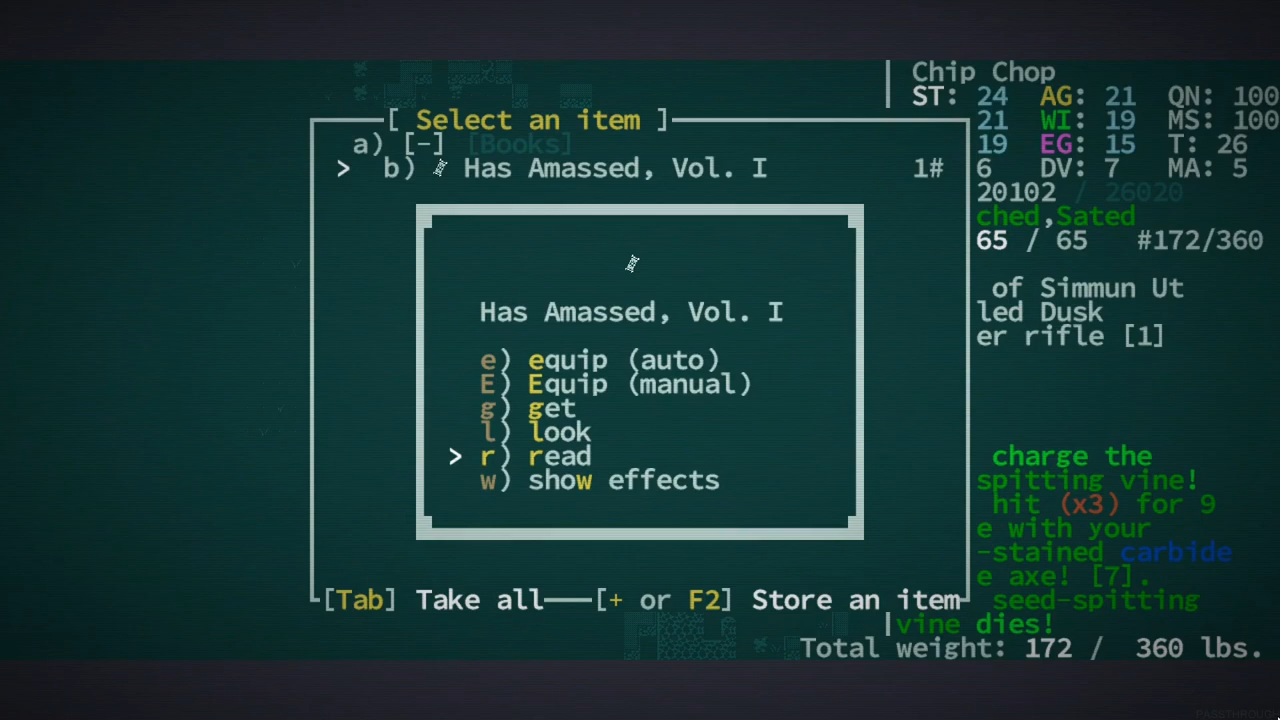 Chip Chop
ST: 24 AG: 21 QN: 100
21 WI: 19 MS: 100
19 EG: 15 T: 26
6 DV: 7 MA: 5
20102 / 26020
ched,Sated
65 / 65 #172/360
of Simmun Ut
led Dusk
er rifle [1]
[ Select an item ]
a) [-] [Books]
> b) Has Amassed, Vol. I 1#
Has Amassed, Vol. I
e) equip (auto)
E) Equip (manual)
g) get
l) look
> r) read
w) show effects
charge the
spitting vine!
hit (x3) for 9
e with your
-stained carbide
e axe! [7].
seed-spitting
vine dies!
[Tab] Take all [+ or F2] Store an item
Total weight: 172 / 360 lbs.